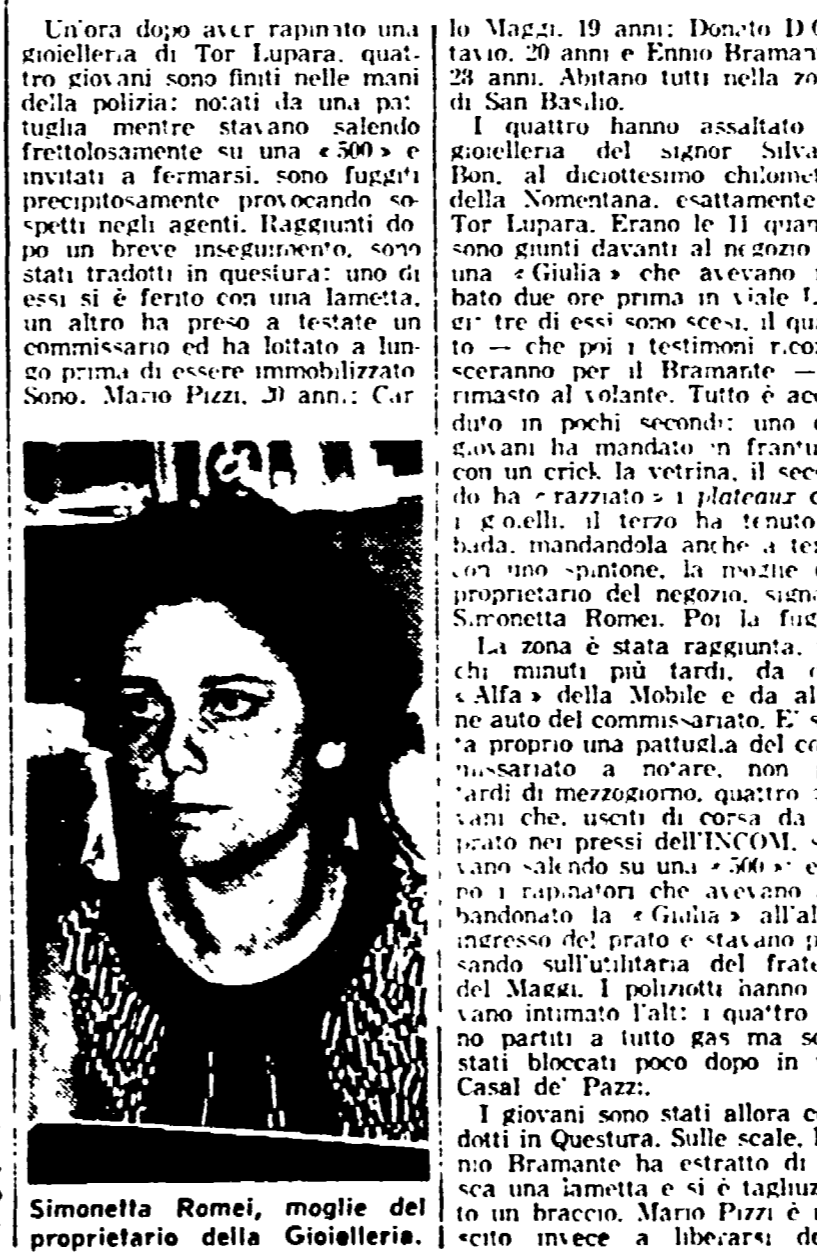 Un'ora dopo aver rapinato una
gioielleria di Tor Lupara, quat-
tro giovani sono finiti nelle mani
della polizia: notati da una pat
tuglia mentre stavano salendo
frettolosamente su una « 500 » e
invitati a fermarsi, sono fuggiti
precipitosamente provocando so-
spetti negli agenti. Raggiunti do
po un breve inseguimento, sono
stati tradotti in questura: uno di
essi si è ferito con una lametta,
un altro ha preso a testate un
commissario ed ha lottato a lun-
go prima di essere immobilizzato
Sono. Mario Pizzi, 20 ann.: Car
Simonetta Romei, moglie del
proprietario della Gioielleria.
lo Maggi, 19 anni; Donato D'O
tavio, 20 anni e Ennio Braman
23 anni. Abitano tutti nella zo
di San Basilio.
I quattro hanno assaltato
gioielleria del signor Silva
Bon, al diciottesimo chilomet
della Nomentana, esattamente
Tor Lupara. Erano le 11 quan
sono giunti davanti al negozio
una « Giulia » che avevano
bato due ore prima in viale
tre di essi sono scesi, il qua
to — che poi i testimoni ricon
sceranno per il Bramante —
rimasto al volante. Tutto è acc
duto in pochi secondi: uno
giovani ha mandato in frantu
con un crick la vetrina, il seco
do ha « razziato » i plateaux
i gioielli, il terzo ha tenuto
bada, mandandola anche a ter
con uno spintone, la moglie
proprietario del negozio, signo
Simonetta Romei. Poi la fug
La zona è stata raggiunta,
chi minuti più tardi, da
« Alfa » della Mobile e da al
ne auto del commissariato. E' s
ta proprio una pattuglia del co
missariato a notare, non
tardi di mezzogiorno, quattro
vani che, usciti di corsa da
prato nei pressi dell'INCOM, s
vano salendo su una « 500 »: e
no i rapinatori che avevano
bandonato la « Giulia » all'al
ingresso del prato e stavano p
sando sull'utilitaria del frate
del Maggi. I poliziotti hanno
vano intimato l'alt: i quattro
no partiti a tutto gas ma so
stati bloccati poco dopo in
Casal de' Pazzi.
I giovani sono stati allora c
dotti in Questura. Sulle scale,
nio Bramante ha estratto di
sca una lametta e si è tagliuz
to un braccio. Mario Pizzi è
scito invece a liberarsi de